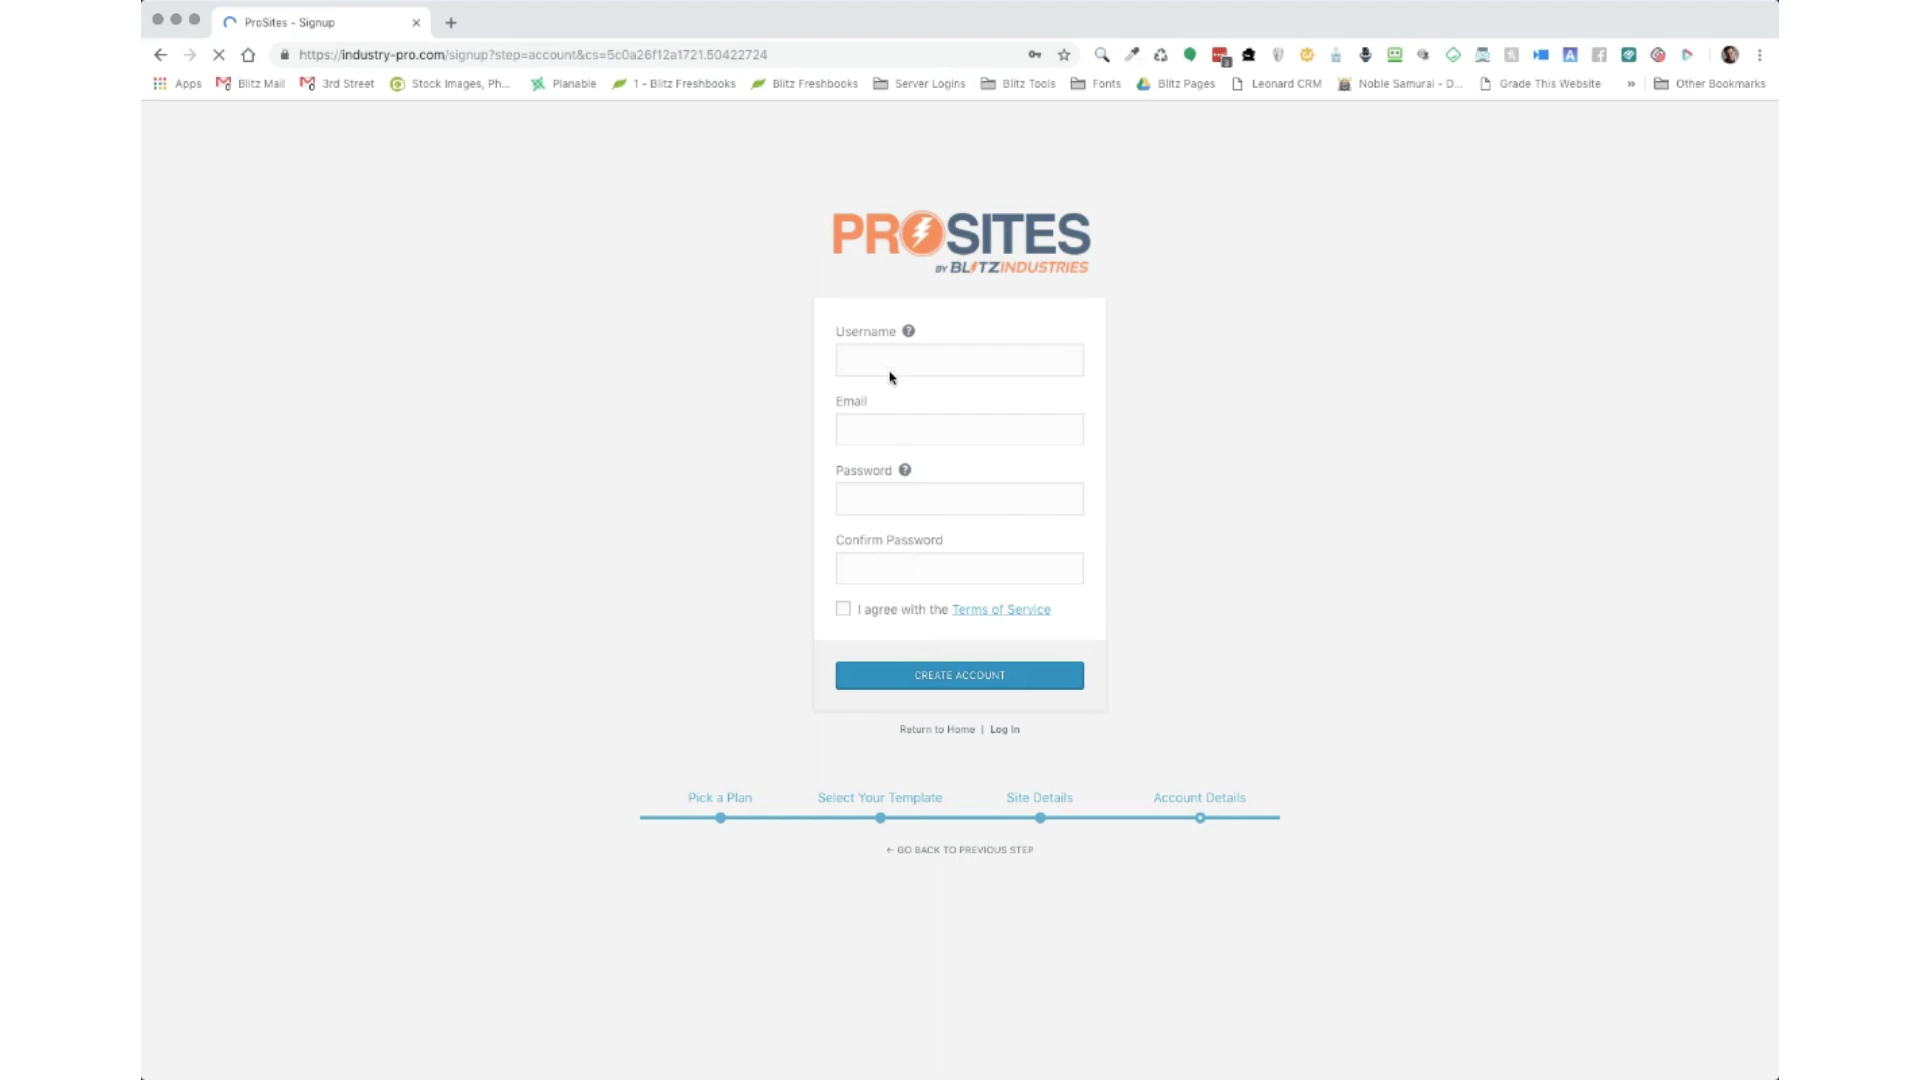 ProSites - Signup
https://industry-pro.com/signup?step=account&cs=5c0a26f12a1721.50422724
Apps Blitz Mail 3rd Street Stock Images, Ph... Planable 1 - Blitz Freshbooks Blitz Freshbooks Server Logins Blitz Tools Fonts Blitz Pages Leonard CRM Noble Samurai - D... Grade This Website » Other Bookmarks
PROSITES
BY BLITZINDUSTRIES
Username
Email
Password
Confirm Password
I agree with the Terms of Service
CREATE ACCOUNT
Return to Home | Log In
Pick a Plan Select Your Template Site Details Account Details
← GO BACK TO PREVIOUS STEP